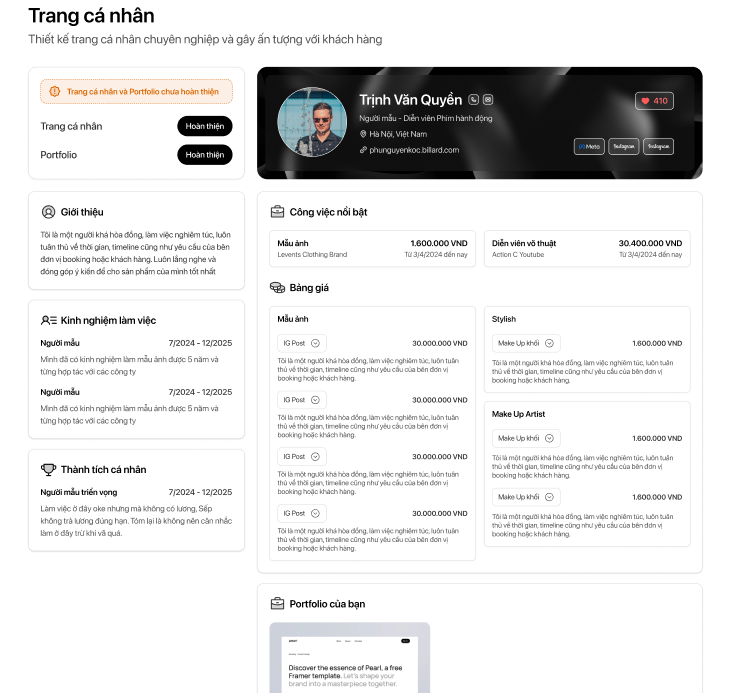 Trang cá nhân
Thiết kế trang cá nhân chuyên nghiệp và gây ấn tượng với khách hàng
Trang cá nhân và Portfolio chưa hoàn thiện
Trang cá nhân
Hoàn thiện
Portfolio
Hoàn thiện
Trịnh Văn Quyền
410
Người mẫu - Diễn viên Phim hành động
Hà Nội, Việt Nam
phunguyenkoc.billard.com
Meto
Instagram
Instagram
Giới thiệu
Tôi là một người khá hòa đồng, làm việc nghiêm túc, luôn
tuân thủ về thời gian, timeline cũng như yêu cầu của bên
đơn vị booking hoặc khách hàng. Luôn lắng nghe và
đóng góp ý kiến để cho sản phẩm của mình tốt nhất
Kinh nghiệm làm việc
Người mẫu 7/2024 - 12/2025
Mình đã có kinh nghiệm làm mẫu ảnh được 5 năm và
từng hợp tác với các công ty
Người mẫu 7/2024 - 12/2025
Mình đã có kinh nghiệm làm mẫu ảnh được 5 năm và
từng hợp tác với các công ty
Thành tích cá nhân
Người mẫu triển vọng 7/2024 - 12/2025
Làm việc ở đây oke nhưng mà không có lương, Sếp
không trả lương đúng hạn. Tóm lại là không nên cân nhắc
làm ở đây trừ khi vã quá.
Công việc nổi bật
Mẫu ảnh 1.600.000 VND
Levents Clothing Brand Từ 3/4/2024 đến nay
Diễn viên võ thuật 30.400.000 VND
Action C Youtube Từ 3/4/2024 đến nay
Bảng giá
Mẫu ảnh
IG Post 30.000.000 VND
Tôi là một người khá hòa đồng, làm việc nghiêm túc, luôn tuân
thủ về thời gian, timeline cũng như yêu cầu của bên đơn vị
booking hoặc khách hàng.
IG Post 30.000.000 VND
Tôi là một người khá hòa đồng, làm việc nghiêm túc, luôn tuân
thủ về thời gian, timeline cũng như yêu cầu của bên đơn vị
booking hoặc khách hàng.
IG Post 30.000.000 VND
Tôi là một người khá hòa đồng, làm việc nghiêm túc, luôn tuân
thủ về thời gian, timeline cũng như yêu cầu của bên đơn vị
booking hoặc khách hàng.
IG Post 30.000.000 VND
Tôi là một người khá hòa đồng, làm việc nghiêm túc, luôn tuân
thủ về thời gian, timeline cũng như yêu cầu của bên đơn vị
booking hoặc khách hàng.
Stylish
Make Up khối 1.600.000 VND
Tôi là một người khá hòa đồng, làm việc nghiêm túc, luôn tuân
thủ về thời gian, timeline cũng như yêu cầu của bên đơn vị
booking hoặc khách hàng.
Make Up Artist
Make Up khối 1.600.000 VND
Tôi là một người khá hòa đồng, làm việc nghiêm túc, luôn tuân
thủ về thời gian, timeline cũng như yêu cầu của bên đơn vị
booking hoặc khách hàng.
Make Up khối 1.600.000 VND
Tôi là một người khá hòa đồng, làm việc nghiêm túc, luôn tuân
thủ về thời gian, timeline cũng như yêu cầu của bên đơn vị
booking hoặc khách hàng.
Portfolio của bạn
Discover the essence of Pearl, a free
Framer template. Let's shape your
brand into a masterpiece together.